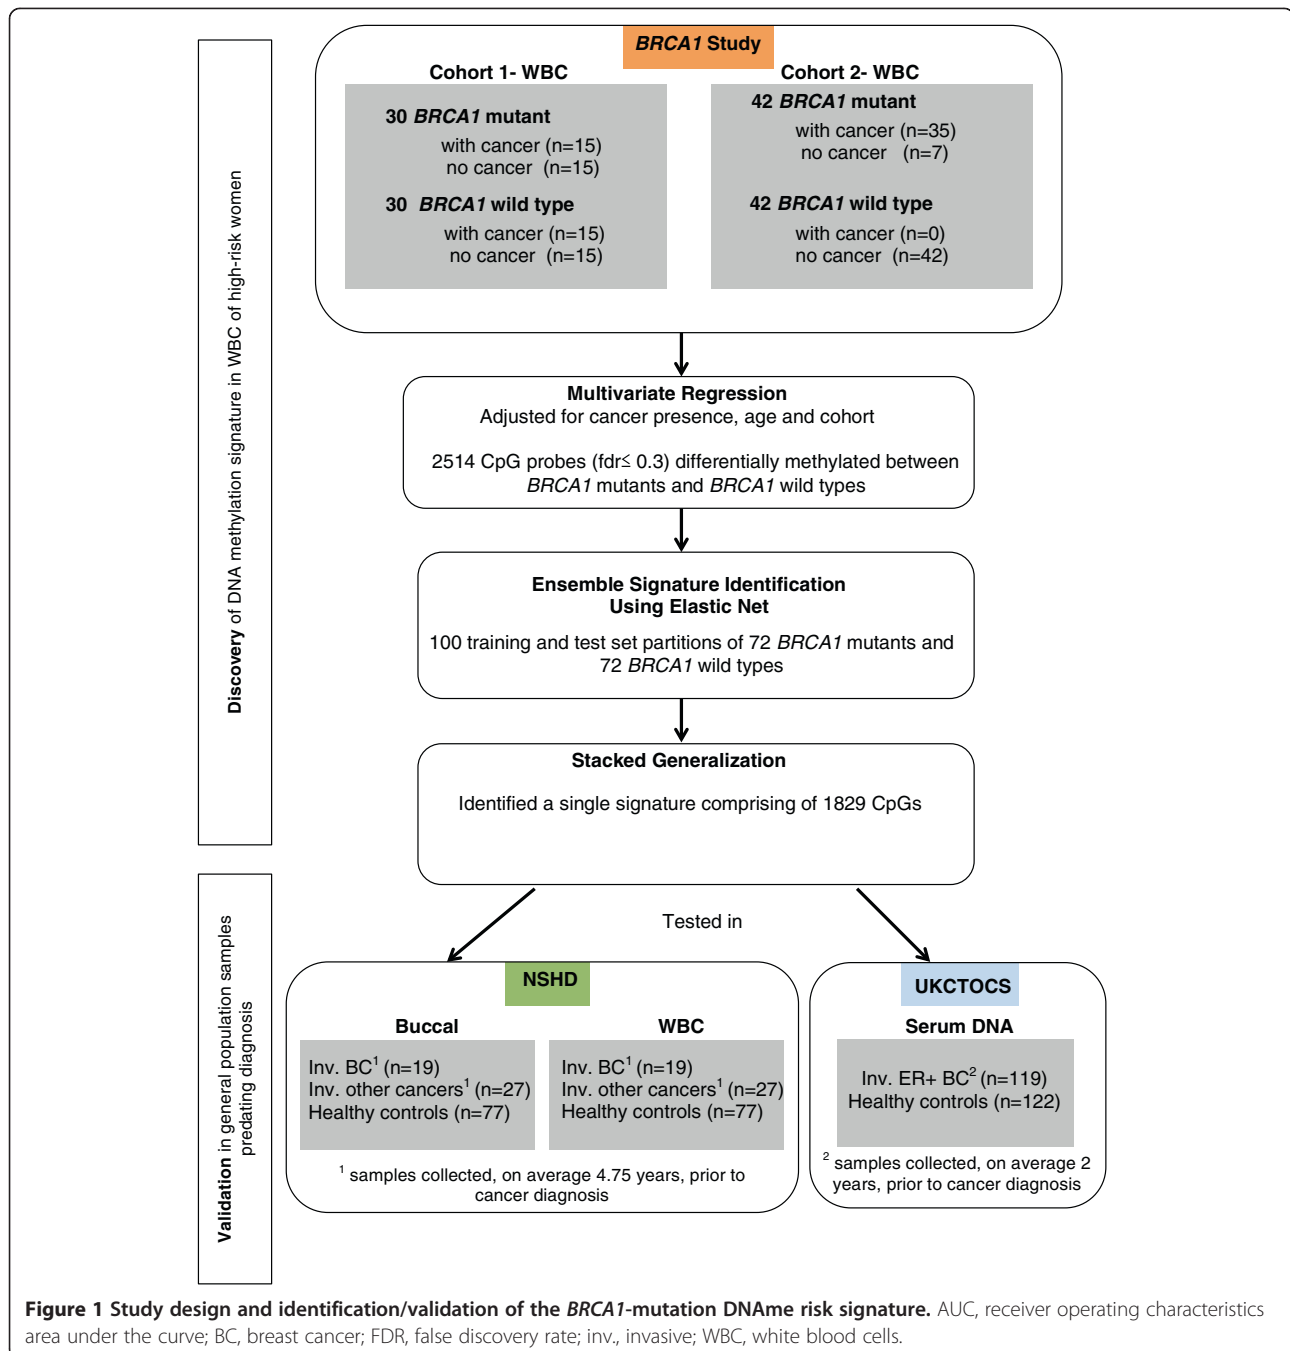 BRCA1 Study
Cohort 1- WBC
30 BRCA1 mutant
with cancer (n=15)
no cancer (n=15)
30 BRCA1 wild type
with cancer (n=15)
no cancer (n=15)
Cohort 2- WBC
42 BRCA1 mutant
with cancer (n=35)
no cancer (n=7)
42 BRCA1 wild type
with cancer (n=0)
no cancer (n=42)
Discovery of DNA methylation signature in WBC of high-risk women
Multivariate Regression
Adjusted for cancer presence, age and cohort
2514 CpG probes (fdr≤ 0.3) differentially methylated between
BRCA1 mutants and BRCA1 wild types
Ensemble Signature Identification
Using Elastic Net
100 training and test set partitions of 72 BRCA1 mutants and
72 BRCA1 wild types
Stacked Generalization
Identified a single signature comprising of 1829 CpGs
Validation in general population samples
predating diagnosis
Tested in
NSHD
Buccal
Inv. BC¹ (n=19)
Inv. other cancers¹ (n=27)
Healthy controls (n=77)
WBC
Inv. BC¹ (n=19)
Inv. other cancers¹ (n=27)
Healthy controls (n=77)
¹ samples collected, on average 4.75 years, prior to
cancer diagnosis
UKCTOCS
Serum DNA
Inv. ER+ BC² (n=119)
Healthy controls (n=122)
² samples collected, on average 2
years, prior to cancer diagnosis
Figure 1 Study design and identification/validation of the BRCA1-mutation DNAme risk signature. AUC, receiver operating characteristics
area under the curve; BC, breast cancer; FDR, false discovery rate; inv., invasive; WBC, white blood cells.